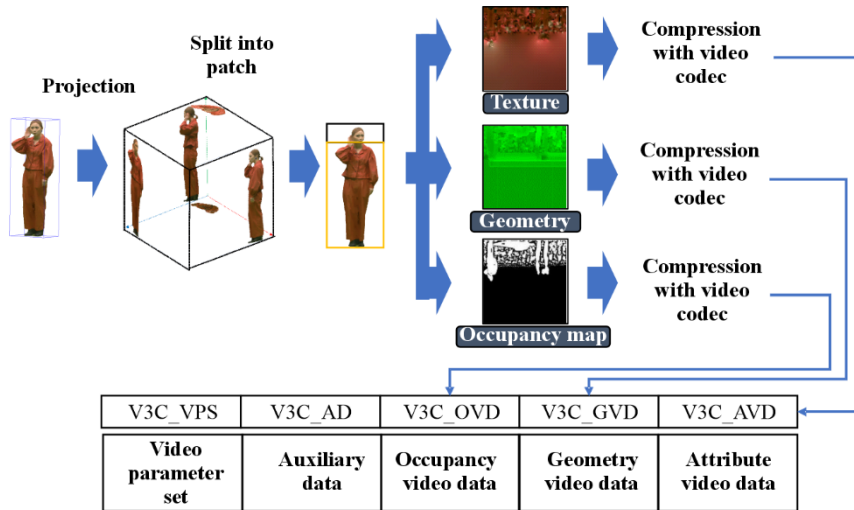 Projection
Split into
patch
Texture
Compression
with video
codec
Geometry
Compression
with video
codec
Occupancy map
Compression
with video
codec
V3C_VPS V3C_AD V3C_OVD V3C_GVD V3C_AVD
Video
parameter
set
Auxiliary
data
Occupancy
video data
Geometry
video data
Attribute
video data